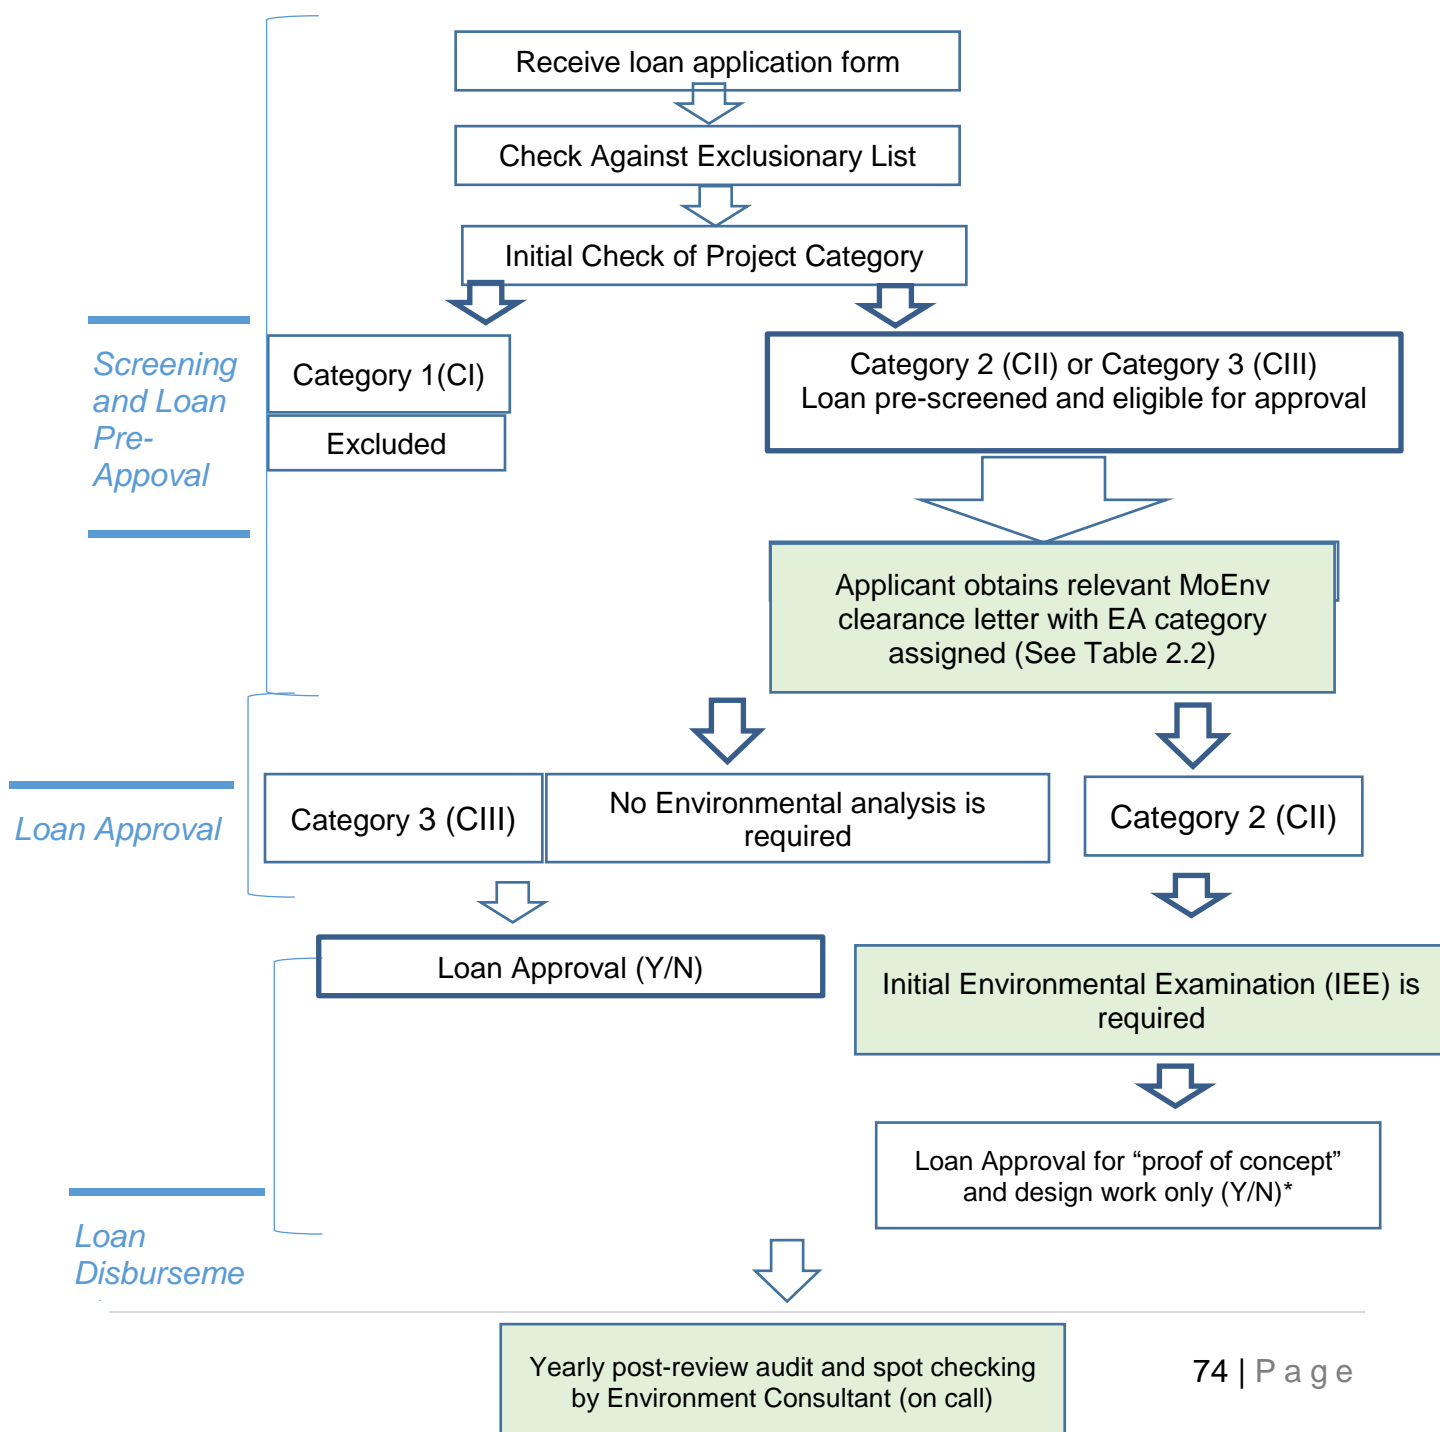 Receive loan application form
Check Against Exclusionary List
Initial Check of Project Category
Screening
and Loan
Pre-
Appoval
Category 1(CI)
Excluded
Category 2 (CII) or Category 3 (CIII)
Loan pre-screened and eligible for approval
Applicant obtains relevant MoEnv
clearance letter with EA category
assigned (See Table 2.2)
Loan Approval
Category 3 (CIII)
No Environmental analysis is
required
Category 2 (CII)
Loan Approval (Y/N)
Initial Environmental Examination (IEE) is
required
Loan Approval for “proof of concept”
and design work only (Y/N)*
Loan
Disburseme
Yearly post-review audit and spot checking
by Environment Consultant (on call)
74 | Page